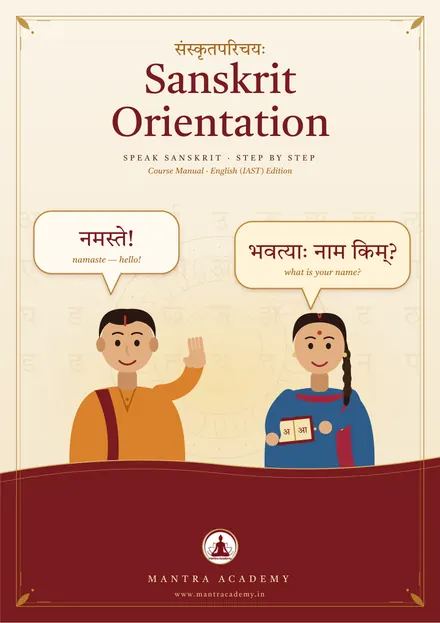 संस्कृतपरिचयः
Sanskrit
Orientation
SPEAK SANSKRIT · STEP BY STEP
Course Manual · English (IAST) Edition
नमस्ते!
namaste — hello!
भवत्याः नाम किम्?
what is your name?
अ आ
MANTRA ACADEMY
www.mantracademy.in